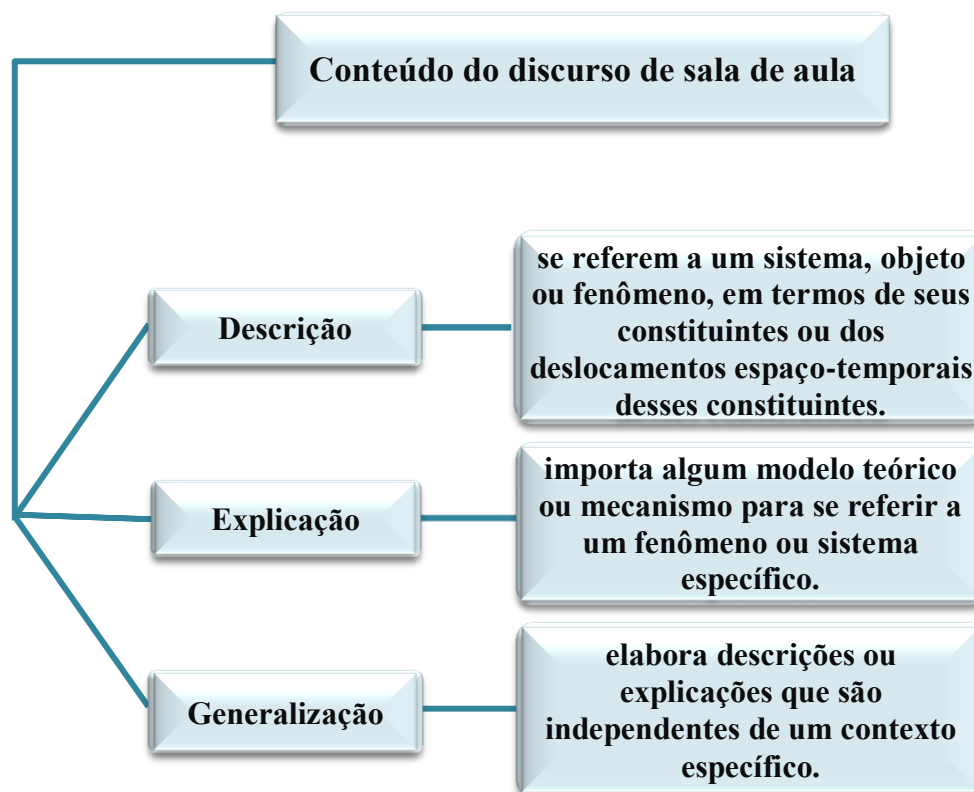 Conteúdo do discurso de sala de aula
Descrição
se referem a um sistema, objeto
ou fenômeno, em termos de seus
constituintes ou dos
deslocamentos espaço-temporais
desses constituintes.
Explicação
importa algum modelo teórico
ou mecanismo para se referir a
um fenômeno ou sistema
específico.
Generalização
elabora descrições ou
explicações que são
independentes de um contexto
específico.